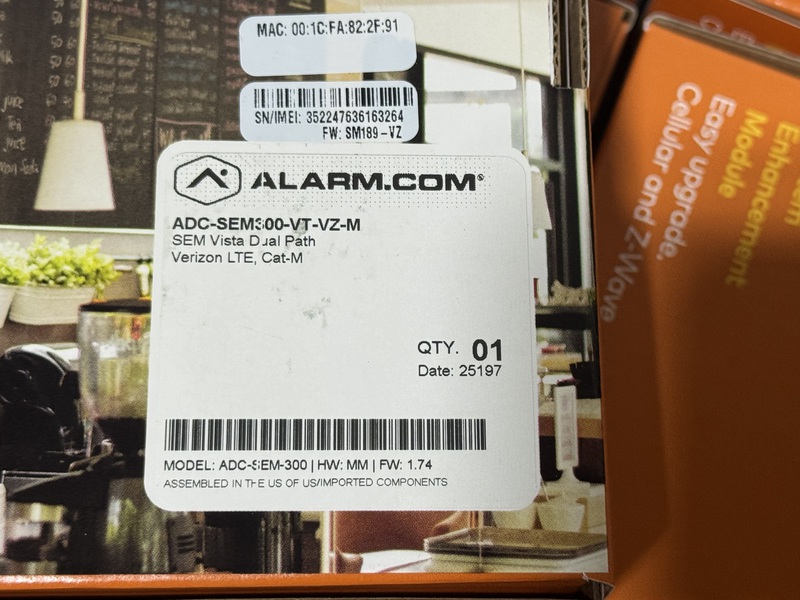 MAC: 00:1C:FA:82:2F:91
SN/IMEI: 352247636163264
FW: SM189-VZ
ALARM.COM®
ADC-SEM300-VT-VZ-M
SEM Vista Dual Path
Verizon LTE, Cat-M
QTY. 01
Date: 25197
MODEL: ADC-SEM-300 | HW: MM | FW: 1.74
ASSEMBLED IN THE US OF US/IMPORTED COMPONENTS
Enhancement
Module
Easy upgrade.
Cellular and Z-Wave